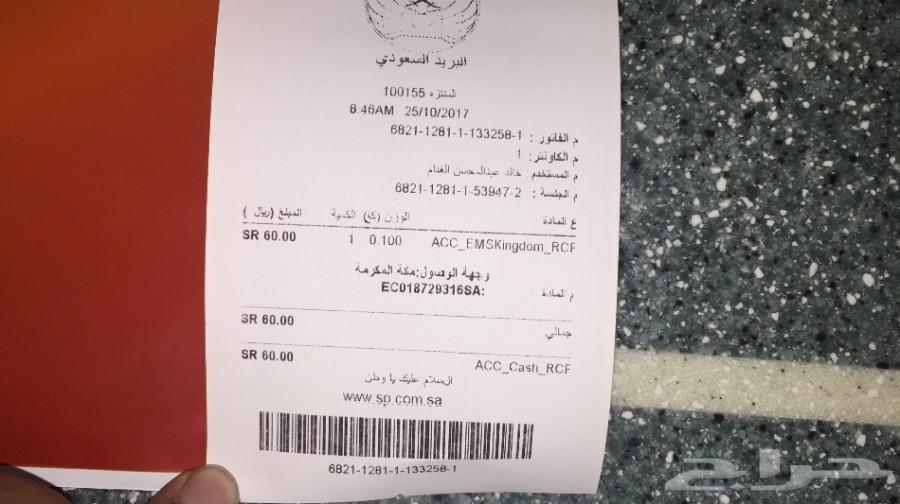 البريد السعودي
المنتزه 100155
8:46AM 25/10/2017
م الفاتور : 6821-1281-1-133258-1
م الكاونتر: 1
م المستخدم: خالد عبدالمحسن الغنام
م الجلسة : 6821-1281-1-53947-2
ع المادة الوزن (كغ) الكمية المبلغ (ريال )
ACC_EMSKingdom_RCF 0.100 1 SR 60.00
وجهة الوصول:مكة المكرمة
م المادة :EC018729316SA
جمالي SR 60.00
ACC_Cash_RCF SR 60.00
السلام عليك يا وطن
www.sp.com.sa
6821-1281-1-133258-1
حراج